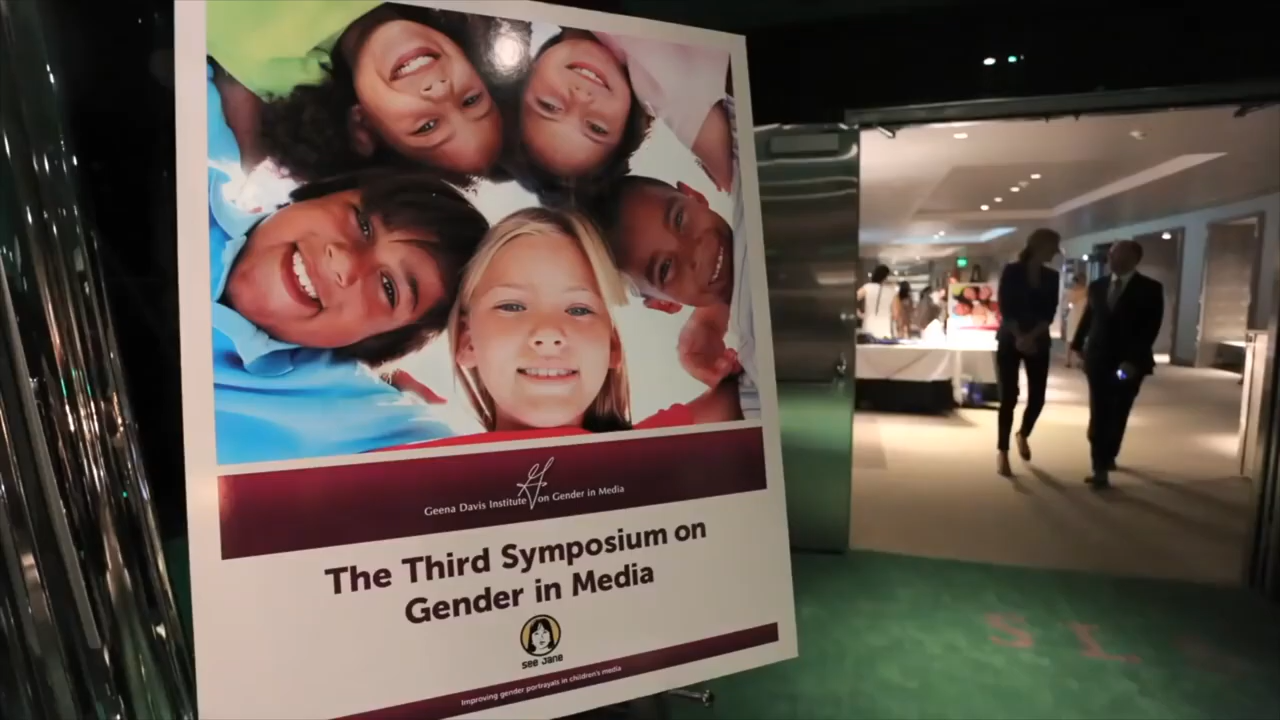 Geena Davis Institute on Gender in Media
The Third Symposium on
Gender in Media
see jane
Improving gender portrayals in children's media
S L